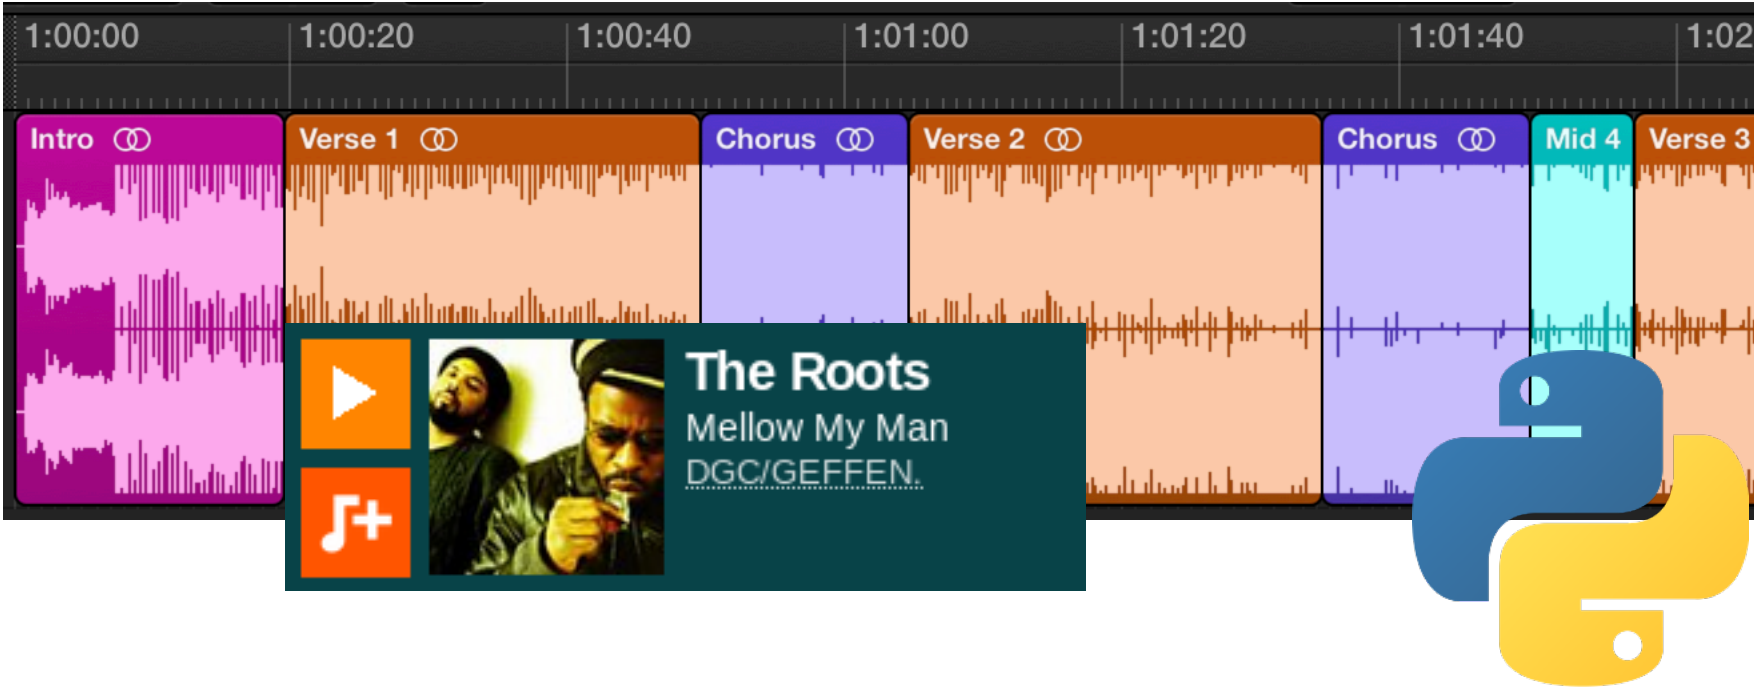 1:00:00 1:00:20 1:00:40 1:01:00 1:01:20 1:01:40 1:02
Intro Verse 1 Chorus Verse 2 Chorus Mid 4 Verse 3
The Roots
Mellow My Man
DGC/GEFFEN.